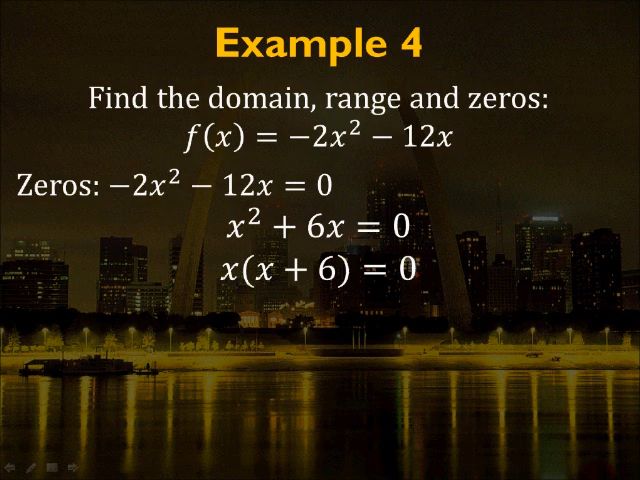 Example 4
Find the domain, range and zeros:
𝑓(𝑥) = −2𝑥² − 12𝑥
Zeros: −2𝑥² − 12𝑥 = 0
𝑥² + 6𝑥 = 0
𝑥(𝑥 + 6) = 0